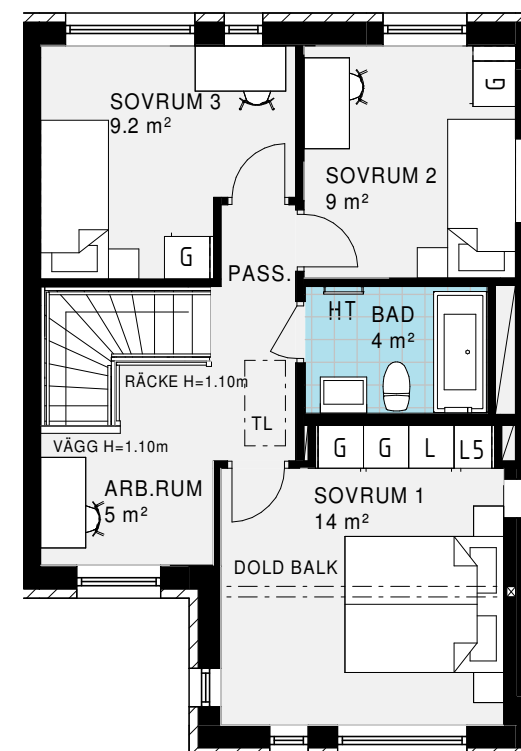 SOVRUM 3
9.2 m²
G
SOVRUM 2
9 m²
G
PASS.
HT
BAD
4 m²
RÄCKE H=1.10m
TL
VÄGG H=1.10m
G G L L5
ARB.RUM
5 m²
SOVRUM 1
14 m²
DOLD BALK